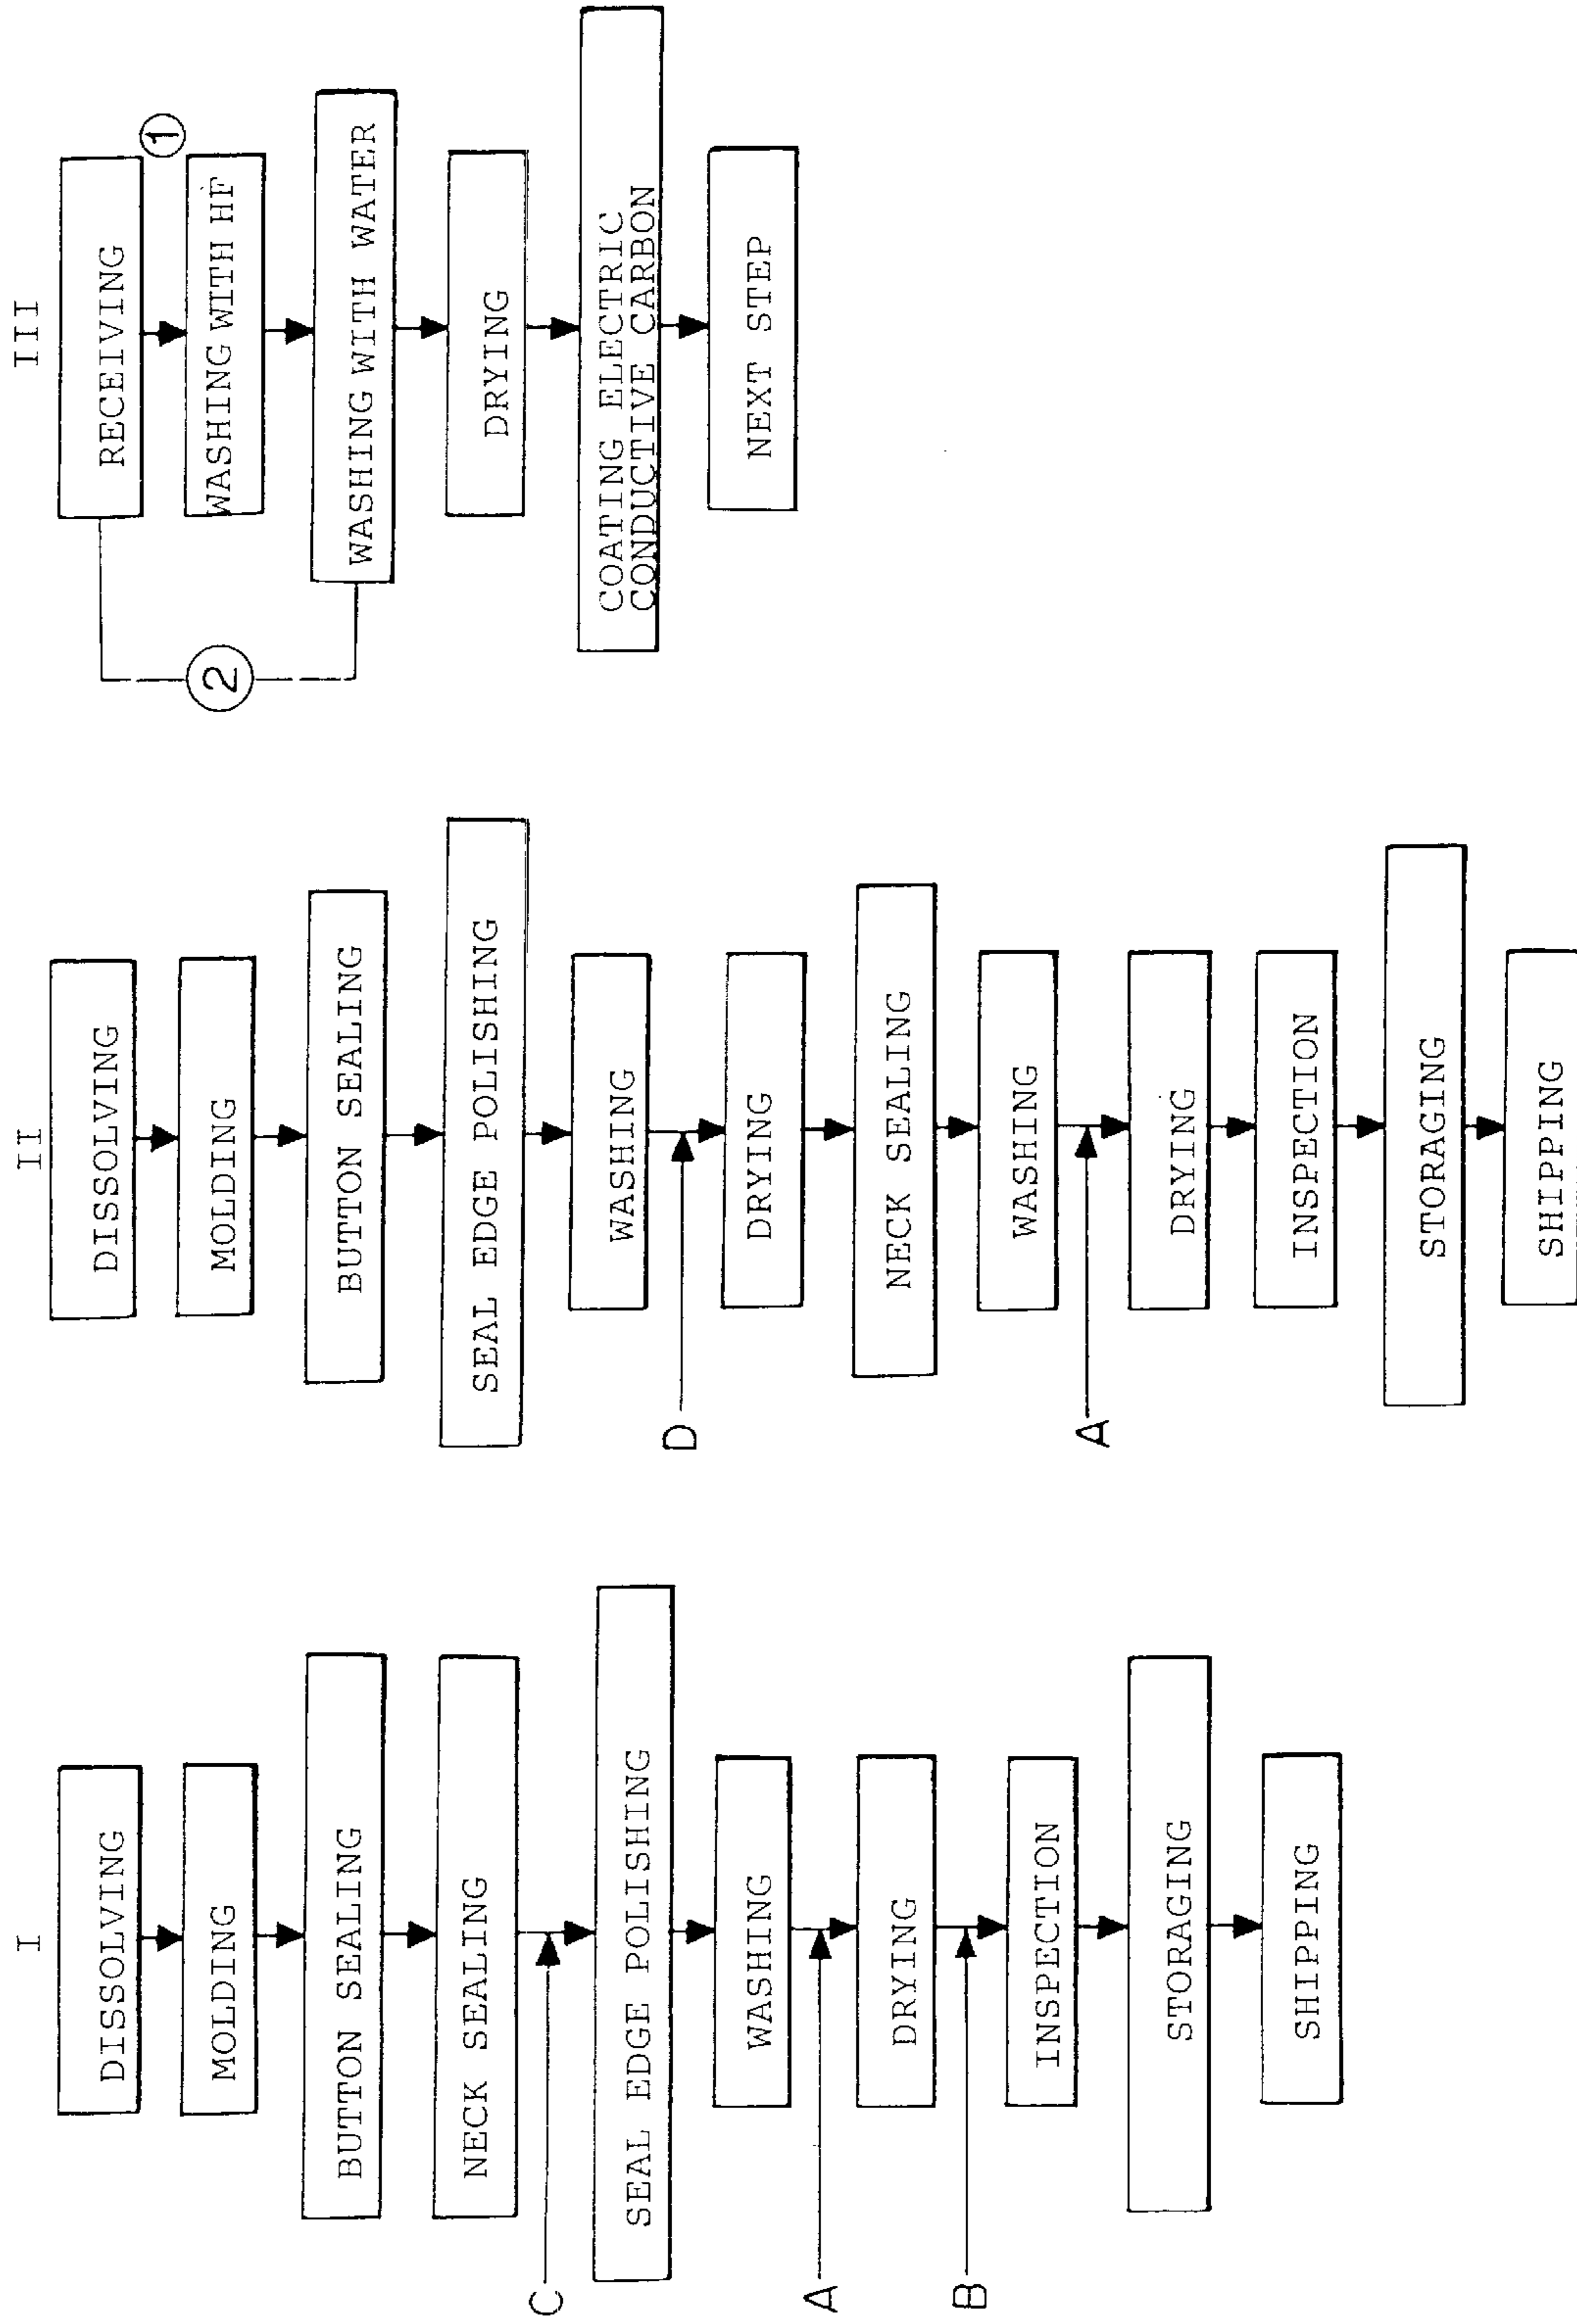 I
DISSOLVING
MOLDING
BUTTON SEALING
NECK SEALING
C
SEAL EDGE POLISHING
WASHING
A
DRYING
B
INSPECTION
STORAGING
SHIPPING
II
DISSOLVING
MOLDING
BUTTON SEALING
SEAL EDGE POLISHING
WASHING
D
DRYING
NECK SEALING
WASHING
A
DRYING
INSPECTION
STORAGING
SHIPPING
III
RECEIVING
①
WASHING WITH HF
②
WASHING WITH WATER
DRYING
COATING ELECTRIC
CONDUCTIVE CARBON
NEXT STEP